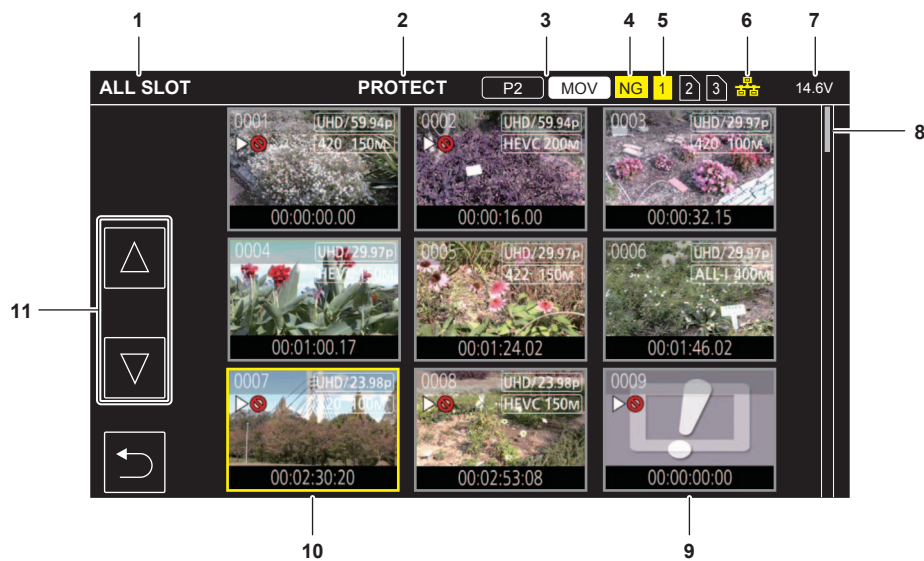 1 2 3 4 5 6 7
ALL SLOT PROTECT P2 MOV NG 1 2 3 14.6V
8
0001 UHD/59.94p 0002 UHD/59.94p 0003 UHD/29.97p
420 150M HEVC 200M 420 100M
00:00:00.00 00:00:16.00 00:00:32.15
0004 UHD/29.97p 0005 UHD/29.97p 0006 UHD/29.97p
HEVC 150M 422 150M ALL-I 400M
11
00:01:00.17 00:01:24.02 00:01:46.02
0007 UHD/23.98p 0008 UHD/23.98p 0009
420 100M HEVC 150M
00:02:30:20 00:02:53:08 00:00:00:00
10 9